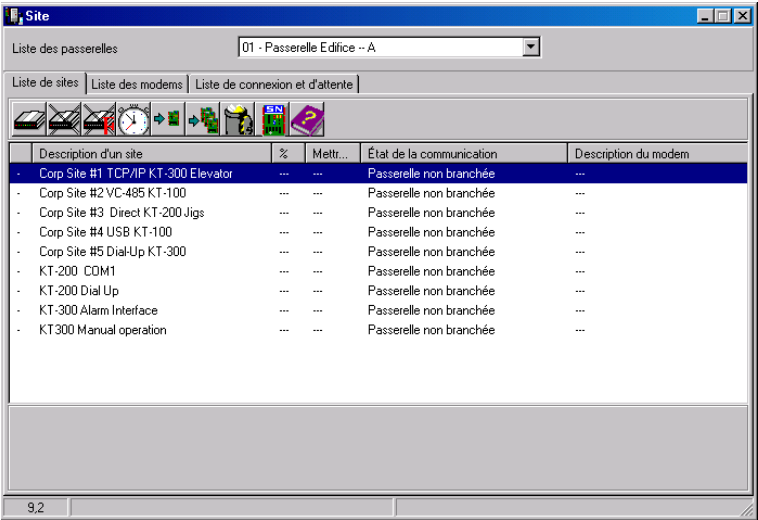 Site
Liste des passerelles 01 - Passerelle Edifice -- A
Liste de sites Liste des modems Liste de connexion et d'attente
SN ?
Description d'un site % Mettr... État de la communication Description du modem
- Corp Site #1 TCP/IP KT-300 Elevator --- --- Passerelle non branchée ---
- Corp Site #2 VC-485 KT-100 --- --- Passerelle non branchée ---
- Corp Site #3 Direct KT-200 Jigs --- --- Passerelle non branchée ---
- Corp Site #4 USB KT-100 --- --- Passerelle non branchée ---
- Corp Site #5 Dial-Up KT-300 --- --- Passerelle non branchée ---
- KT-200 COM1 --- --- Passerelle non branchée ---
- KT-200 Dial Up --- --- Passerelle non branchée ---
- KT-300 Alarm Interface --- --- Passerelle non branchée ---
- KT300 Manual operation --- --- Passerelle non branchée ---
9,2